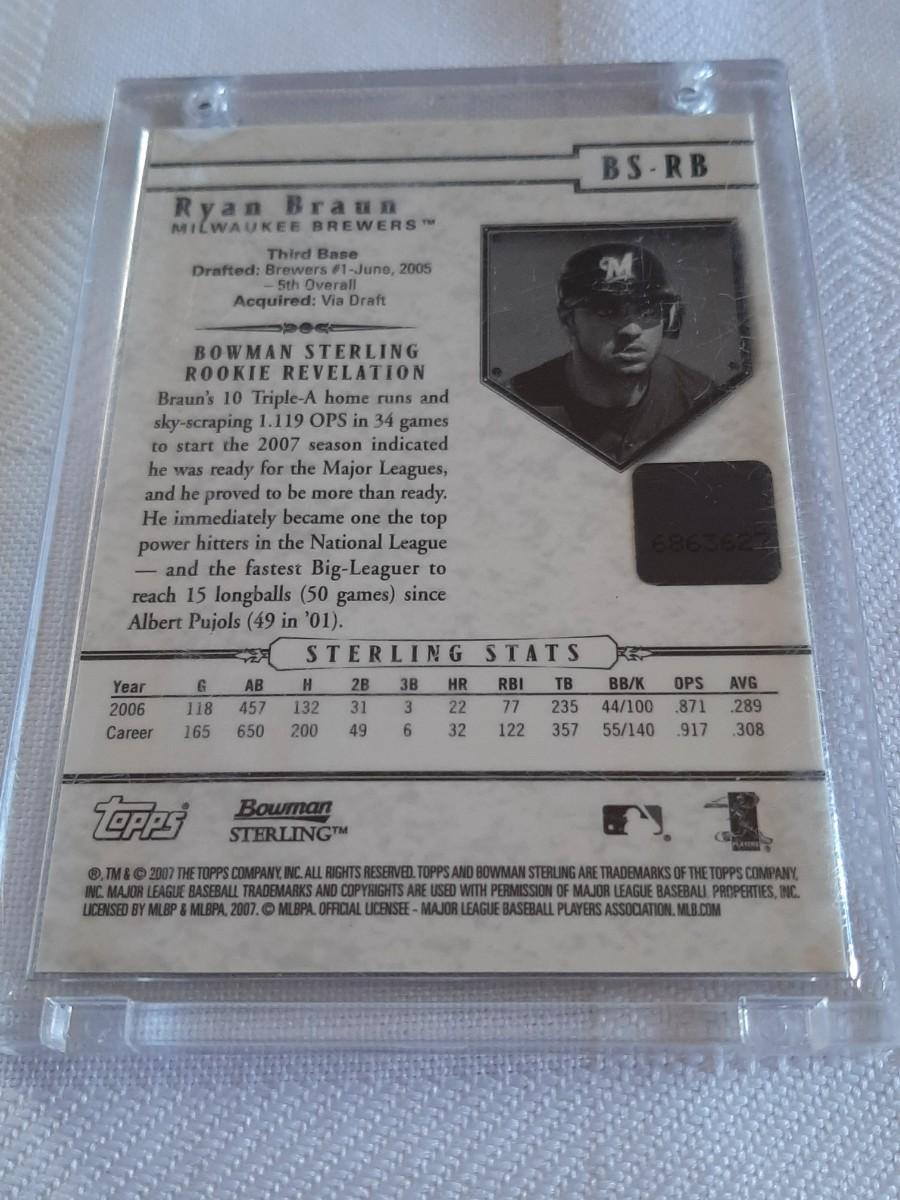 BS-RB
Ryan Braun
MILWAUKEE BREWERS™
Third Base
Drafted: Brewers #1-June, 2005
– 5th Overall
Acquired: Via Draft
BOWMAN STERLING
ROOKIE REVELATION
Braun's 10 Triple-A home runs and
sky-scraping 1.119 OPS in 34 games
to start the 2007 season indicated
he was ready for the Major Leagues,
and he proved to be more than ready.
He immediately became one the top
power hitters in the National League
— and the fastest Big-Leaguer to
reach 15 longballs (50 games) since
Albert Pujols (49 in '01).
M
STERLING STATS
Year G AB H 2B 3B HR RBI TB BB/K OPS AVG
2006 118 457 132 31 3 22 77 235 44/100 .871 .289
Career 165 650 200 49 6 32 122 357 55/140 .917 .308
Topps®
Bowman
STERLING™
®
PLAYERS
®
®, TM & © 2007 THE TOPPS COMPANY, INC. ALL RIGHTS RESERVED. TOPPS AND BOWMAN STERLING ARE TRADEMARKS OF THE TOPPS COMPANY,
INC. MAJOR LEAGUE BASEBALL TRADEMARKS AND COPYRIGHTS ARE USED WITH PERMISSION OF MAJOR LEAGUE BASEBALL PROPERTIES, INC.
LICENSED BY MLBP & MLBPA, 2007. © MLBPA. OFFICIAL LICENSEE - MAJOR LEAGUE BASEBALL PLAYERS ASSOCIATION. MLB.COM